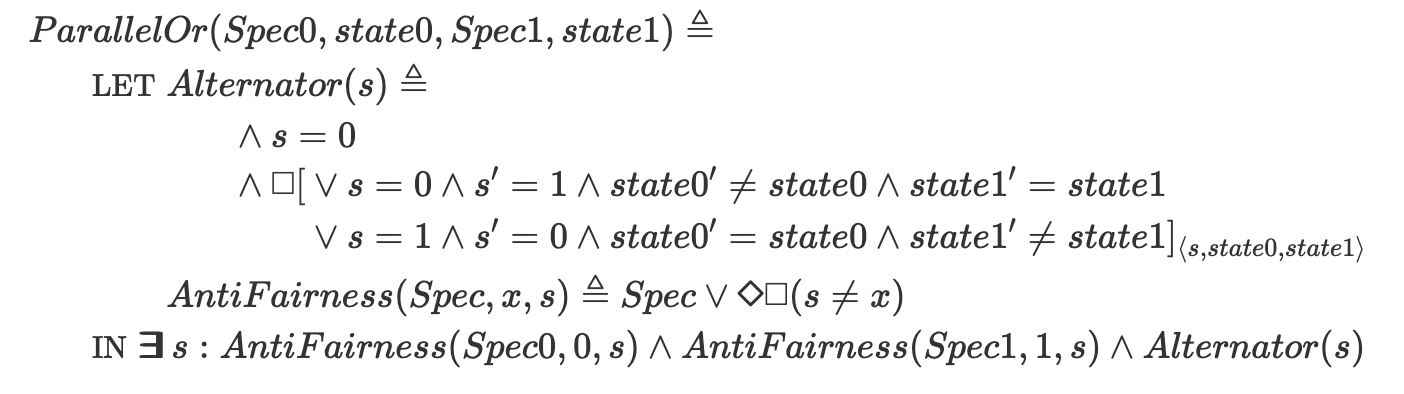 ParallelOr(Spec0, state0, Spec1, state1) ≜
LET Alternator(s) ≜
∧ s = 0
∧ □[ ∨ s = 0 ∧ s′ = 1 ∧ state0′ ≠ state0 ∧ state1′ = state1
∨ s = 1 ∧ s′ = 0 ∧ state0′ = state0 ∧ state1′ ≠ state1]⟨s,state0,state1⟩
AntiFairness(Spec, x, s) ≜ Spec ∨ ◇□(s ≠ x)
IN ∃ s : AntiFairness(Spec0, 0, s) ∧ AntiFairness(Spec1, 1, s) ∧ Alternator(s)